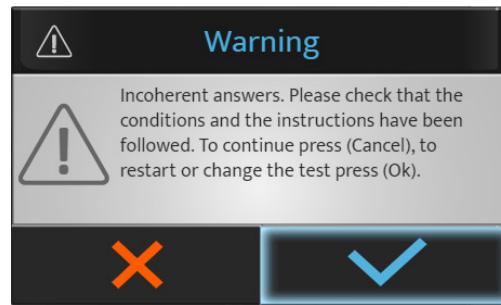 Warning
Incoherent answers. Please check that the
conditions and the instructions have been
followed. To continue press (Cancel), to
restart or change the test press (Ok).